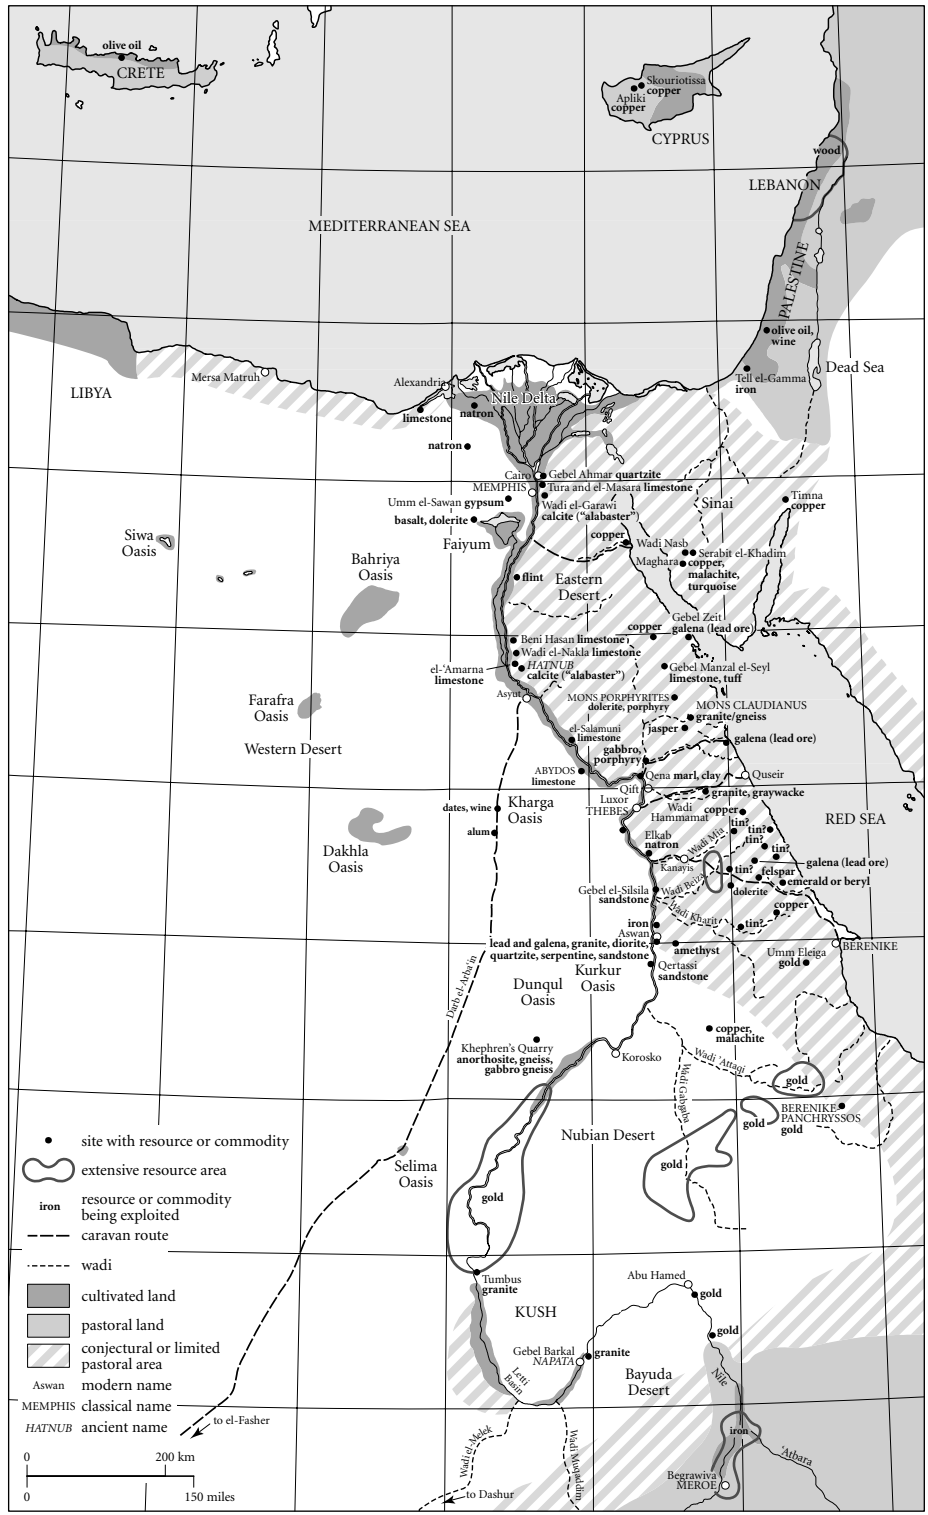 olive oil
CRETE
Skouriotissa
copper
Apliki
copper
CYPRUS
wood
LEBANON
MEDITERRANEAN SEA
PALESTINE
olive oil,
wine
Dead Sea
Tell el-Gamma
iron
LIBYA
Mersa Matruh
Alexandria
Nile Delta
limestone
natron
natron
Cairo
Gebel Ahmar quartzite
MEMPHIS
Tura and el-Masara limestone
Umm el-Sawan gypsum
Wadi el-Garawi
calcite (“alabaster”)
Sinai
Timna
copper
basalt, dolerite
Faiyum
Siwa
Oasis
copper
Wadi Nasb
Serabit el-Khadim
Maghara
copper,
malachite,
turquoise
Bahriya
Oasis
flint
Eastern
Desert
Gebel Zeit
galena (lead ore)
copper
Beni Hasan limestone
Wadi el-Nakla limestone
el-‘Amarna
limestone
HATNUB
calcite (“alabaster”)
Gebel Manzal el-Seyl
limestone, tuff
Asyut
MONS PORPHYRITES
dolerite, porphyry
MONS CLAUDIANUS
granite/gneiss
Farafra
Oasis
Western Desert
el-Salamuni
limestone
jasper
galena (lead ore)
gabbro,
porphyry
ABYDOS
limestone
Qena marl, clay
Quseir
Qift
Luxor
THEBES
granite, graywacke
Wadi
Hammamat
dates, wine
Kharga
Oasis
copper
RED SEA
alum
tin?
tin?
tin?
Dakhla
Oasis
Elkab
natron
Wadi Mia
tin?
Kanayis
galena (lead ore)
tin?
felspar
emerald or beryl
Gebel el-Silsila
sandstone
Wadi Beiza
dolerite
Wadi Kharit
copper
tin?
iron
Aswan
lead and galena, granite, diorite,
quartzite, serpentine, sandstone
amethyst
BERENIKE
Umm Eleiga
gold
Qertassi
sandstone
Kurkur
Oasis
Dunqul
Oasis
Darb el-Arba‘in
copper,
malachite
Khephren’s Quarry
anorthosite, gneiss,
gabbro gneiss
Korosko
Wadi ‘Attaqi
Wadi Gabgaba
gold
BERENIKE
PANCHRYSSOS
gold
gold
Nubian Desert
gold
gold
Selima
Oasis
site with resource or commodity
extensive resource area
iron
resource or commodity
being exploited
caravan route
wadi
cultivated land
pastoral land
conjectural or limited
pastoral area
Aswan
modern name
MEMPHIS
classical name
HATNUB
ancient name
Tumbus
granite
KUSH
Abu Hamed
gold
gold
Gebel Barkal
NAPATA
granite
Letti
Basin
Bayuda
Desert
Nile
to el-Fasher
iron
‘Atbara
Wadi el-Melek
Wadi Muqaddim
Begrawiya
MEROE
to Dashur
0
200 km
0
150 miles